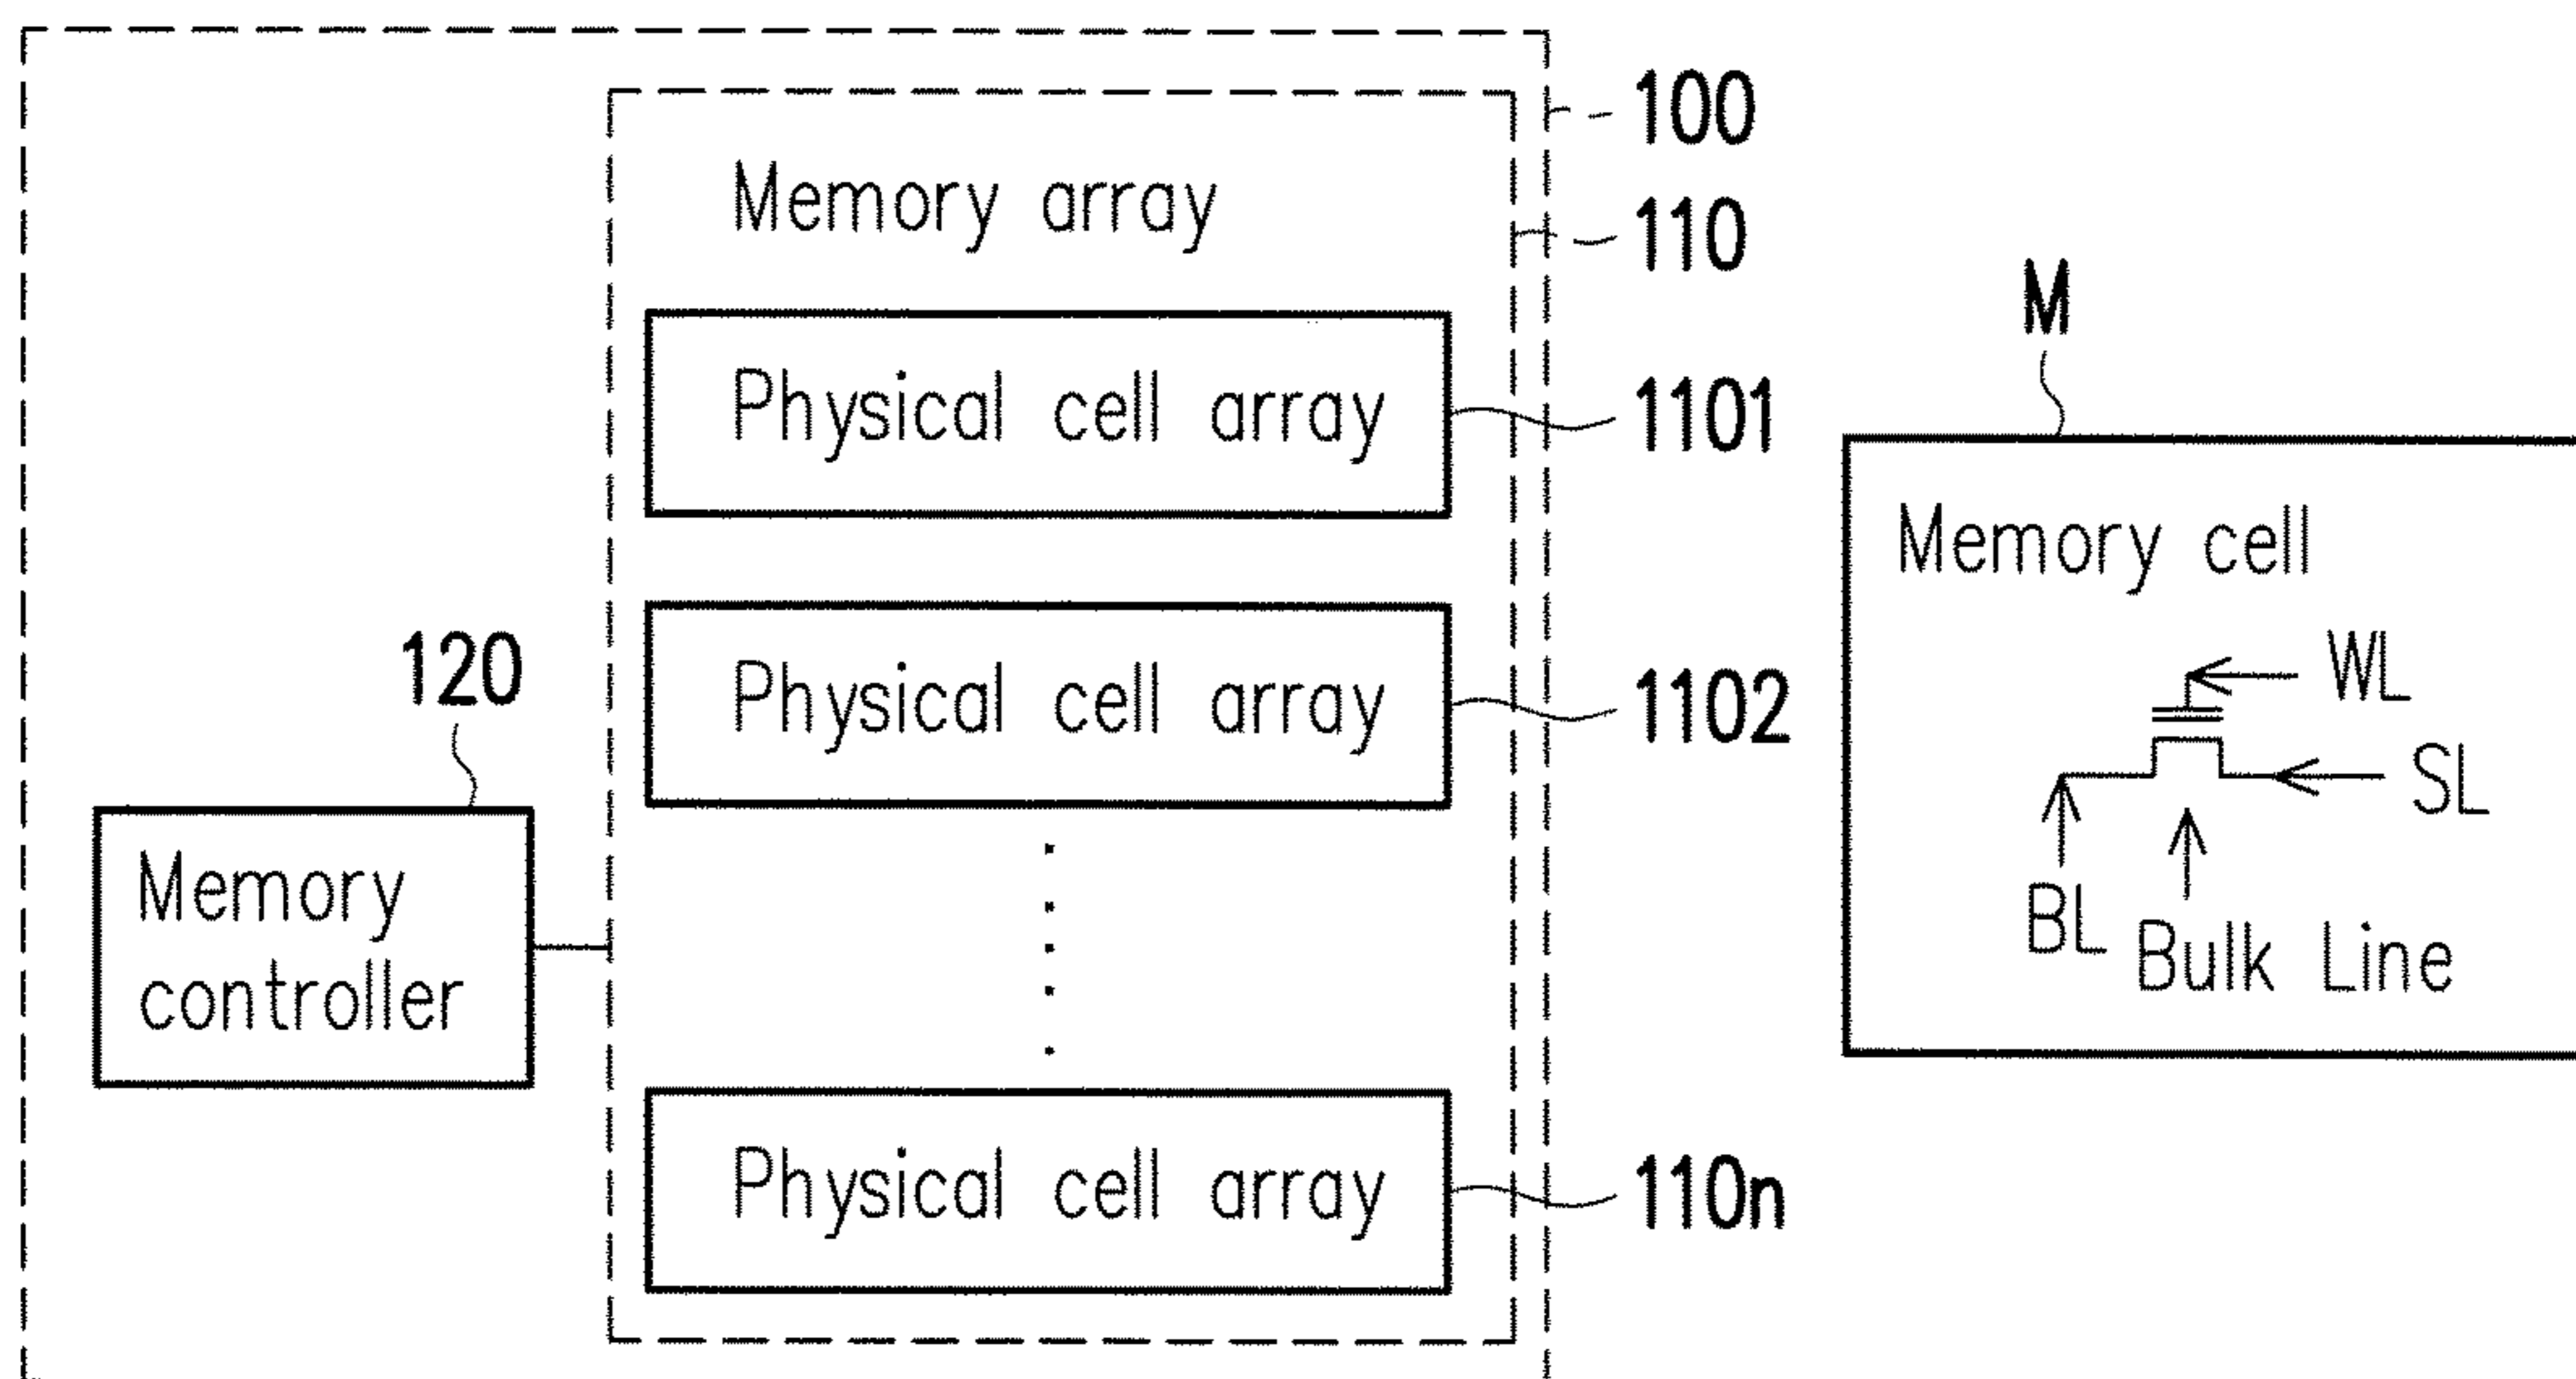 100
Memory array
110
Physical cell array
1101
Physical cell array
1102
120
Memory
controller
Physical cell array
110n
M
Memory cell
WL
SL
BL
Bulk Line